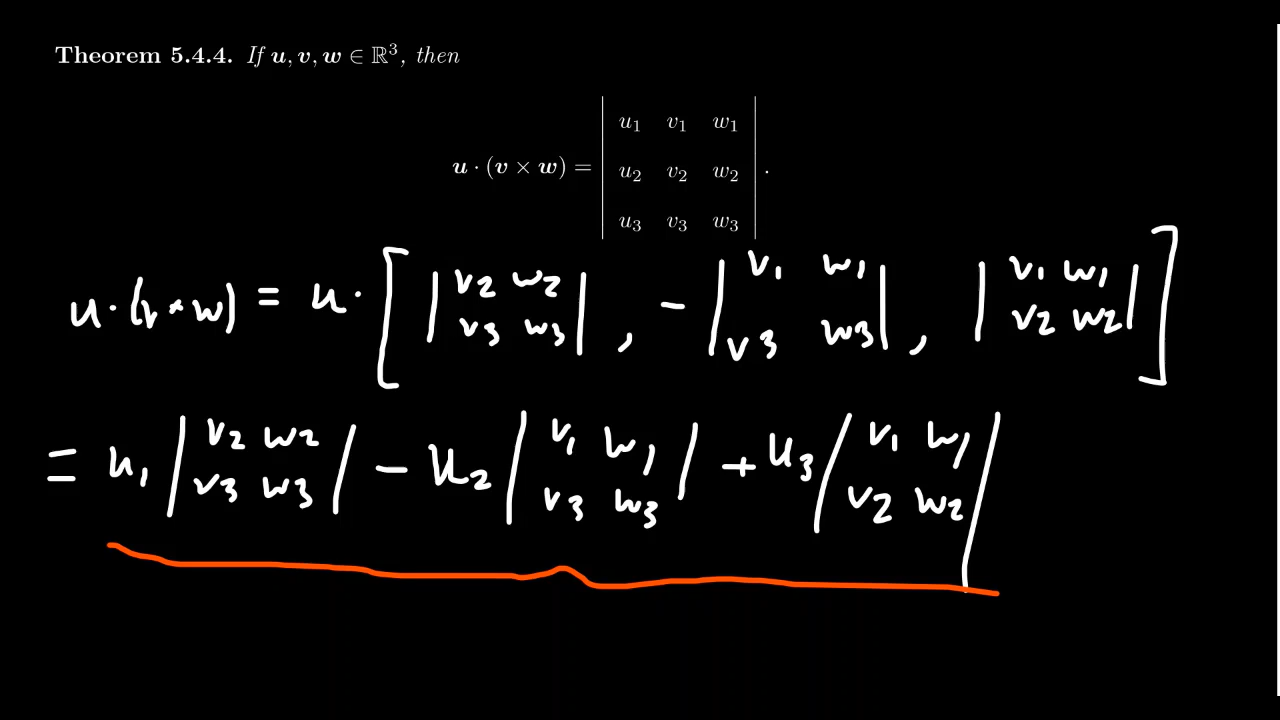 Theorem 5.4.4. If u, v, w ∈ ℝ³, then
u · (v × w) = | u₁ v₁ w₁ |
| u₂ v₂ w₂ | .
| u₃ v₃ w₃ |
u · (v × w) = u · [ | v₂ w₂ ; v₃ w₃ | , − | v₁ w₁ ; v₃ w₃ | , | v₁ w₁ ; v₂ w₂ | ]
= u₁ | v₂ w₂ ; v₃ w₃ | − u₂ | v₁ w₁ ; v₃ w₃ | + u₃ | v₁ w₁ ; v₂ w₂ |